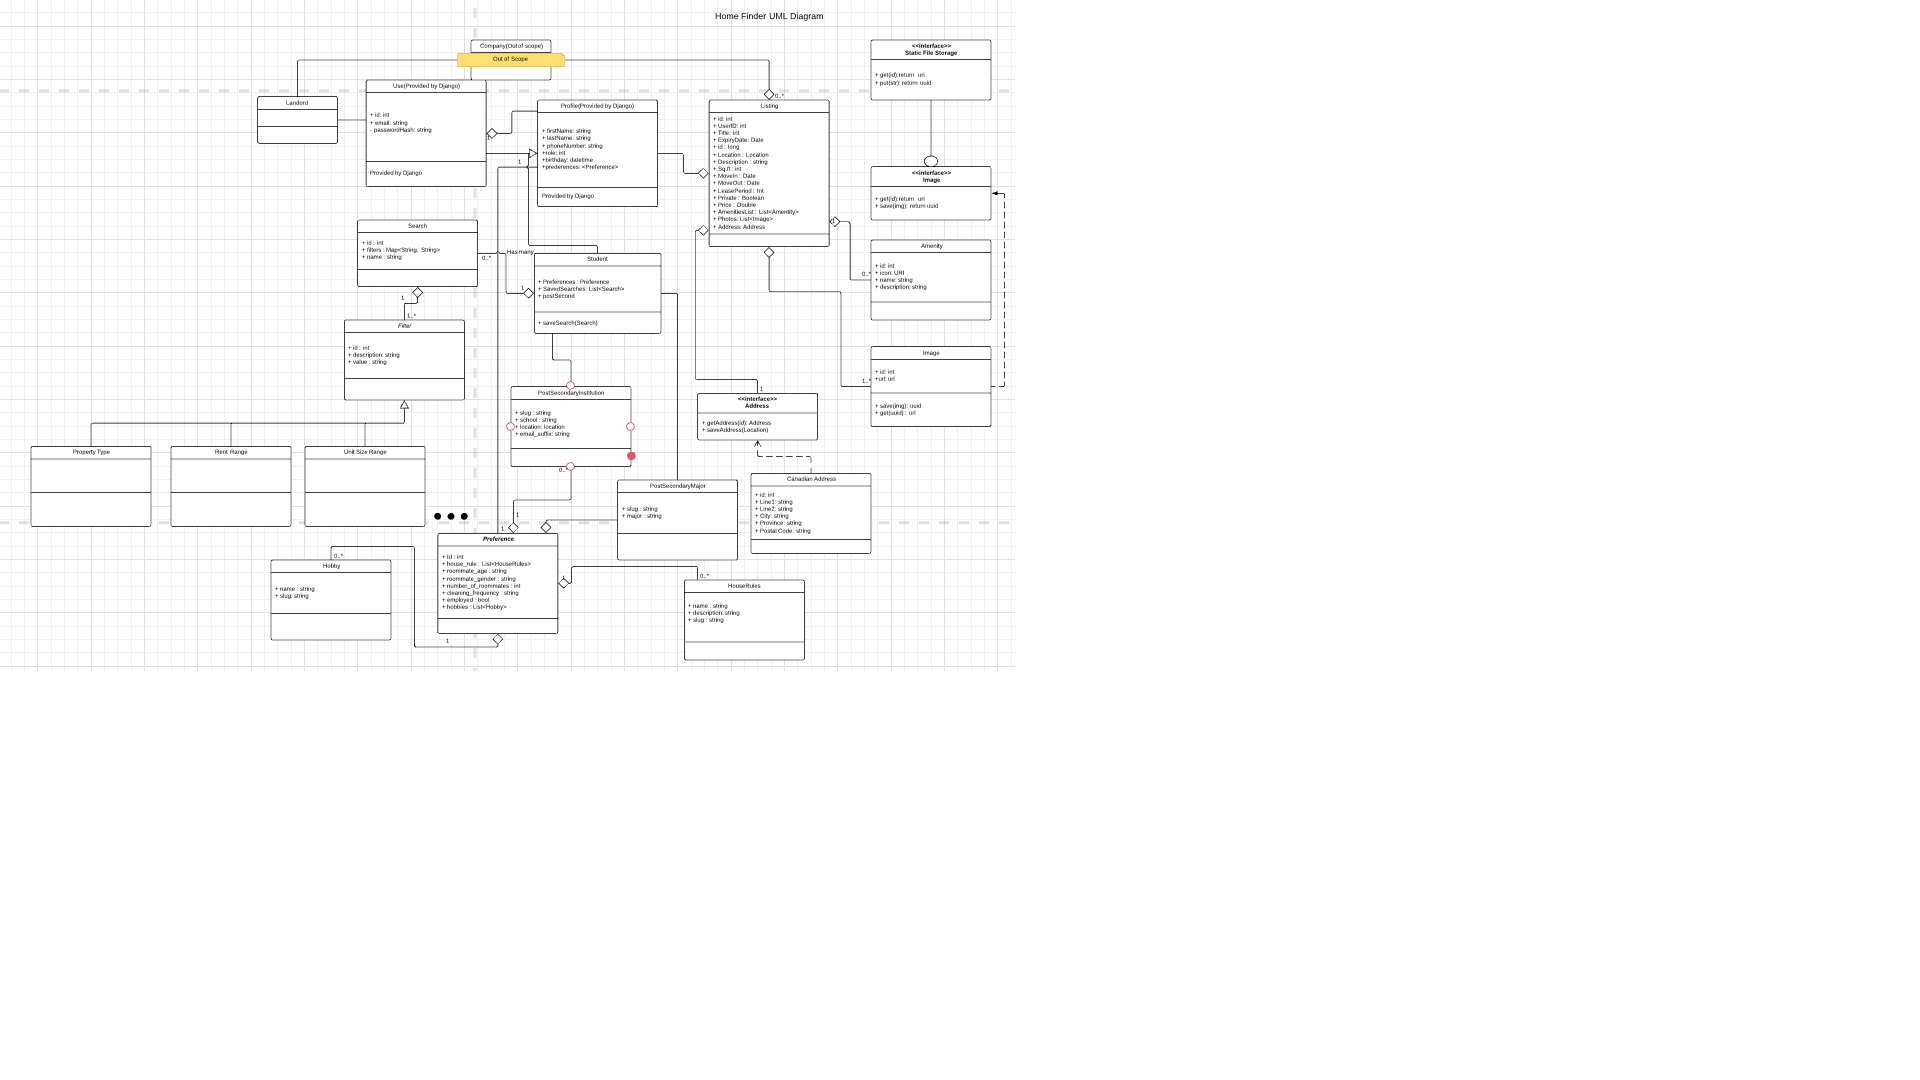 Home Finder UML Diagram
Company(Out of scope)
Out of Scope
<<interface>>
Static File Storage
+ get(id):return uri
+ put(str): return uuid
Landord
Use(Provided by Django)
+ id: int
+ email: string
- passwordHash: string
Provided by Django
1
Profile(Provided by Django)
+ firstName: string
+ lastName: string
+ phoneNumber: string
+role: int
+birthday: datetime
+prederences: <Preference>
Provided by Django
1
0..*
Listing
+ id: int
+ UserID: int
+ Title: int
+ ExpiryDate: Date
+ id : long
+ Location : Location
+ Description : string
+ Sq.ft : int
+ MoveIn : Date
+ MoveOut : Date
+ LeasePeriod : Int
+ Private : Boolean
+ Price : Double
+ AmenitiesList : List<Amentity>
+ Photos: List<Image>
+ Address: Address
<<interface>>
Image
+ get(id):return uri
+ save(img): return uuid
1
0..*
Amenity
+ id: int
+ icon: URI
+ name: string
+ description: string
Search
+ id : int
+ filters : Map<String, String>
+ name : string
0..*
Has many
1
Student
+ Preferences : Preference
+ SavedSearches: List<Search>
+ postSecond
+ saveSearch(Search)
1
1..*
Filter
+ id : int
+ description: string
+ value : string
1..*
Image
+ id: int
+url: url
+ save(img): uuid
+ get(uuid) : url
PostSecondaryInstitution
+ slug : string
+ school : string
+ location: location
+ email_suffix: string
0..*
1
<<interface>>
Address
+ getAddress(id): Address
+ saveAddress(Location)
Property Type
Rent Range
Unit Size Range
PostSecondaryMajor
+ slug : string
+ major : string
Canadian Address
+ id: int
+ Line1: string
+ Line2: string
+ City: string
+ Province: string
+ Postal Code: string
1
1
Preference
+ Id : int
+ house_rule : List<HouseRules>
+ roommate_age : string
+ roommate_gender : string
+ number_of_roommates : int
+ cleaning_frequency : string
+ employed : bool
+ hobbies : List<Hobby>
0..*
Hobby
+ name : string
+ slug: string
1
1
0..*
HouseRules
+ name : string
+ description: string
+ slug : string